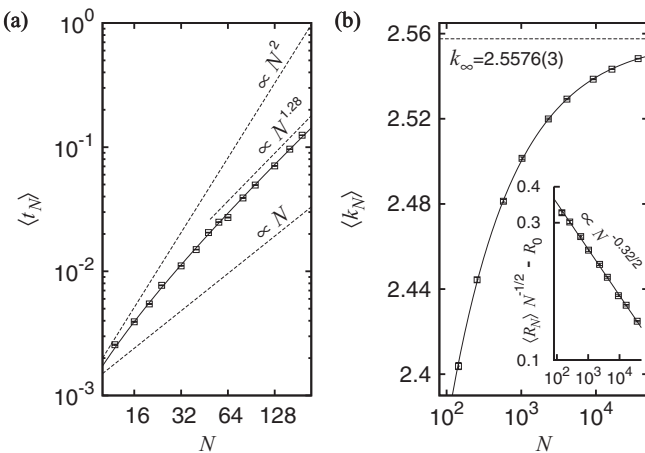 (a)
10^0
10^-1
10^-2
10^-3
⟨t_N⟩
∝ N^2
∝ N^1.28
∝ N
16 32 64 128
N
(b)
2.56
2.52
2.48
2.44
2.4
⟨k_N⟩
k_∞=2.5576(3)
10^2 10^3 10^4
N
0.4
0.3
0.1
⟨R_N⟩ N^-1/2 - R_0
∝ N^-0.32/2
10^2 10^3 10^4